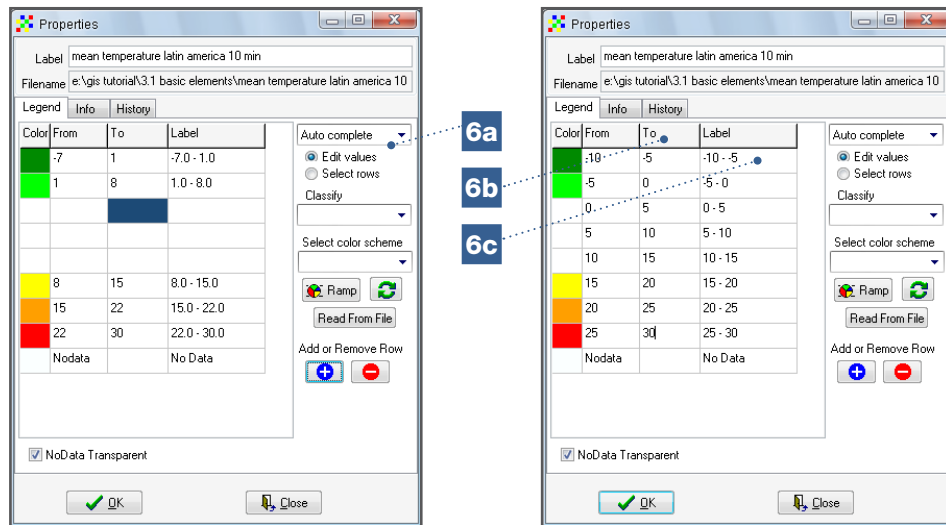 Properties
Label mean temperature latin america 10 min
Filename e:\gis tutorial\3.1 basic elements\mean temperature latin america 10
Legend Info History
Color From To Label
-7 1 -7.0 - 1.0
1 8 1.0 - 8.0
8 15 8.0 - 15.0
15 22 15.0 - 22.0
22 30 22.0 - 30.0
Nodata No Data
Auto complete
Edit values
Select rows
Classify
Select color scheme
Ramp
Read From File
Add or Remove Row
NoData Transparent
OK Close
6a
6b
6c
Properties
Label mean temperature latin america 10 min
Filename e:\gis tutorial\3.1 basic elements\mean temperature latin america 10
Legend Info History
Color From To Label
-10 -5 -10 - -5
-5 0 -5 - 0
0 5 0 - 5
5 10 5 - 10
10 15 10 - 15
15 20 15 - 20
20 25 20 - 25
25 30 25 - 30
Nodata No Data
Auto complete
Edit values
Select rows
Classify
Select color scheme
Ramp
Read From File
Add or Remove Row
NoData Transparent
OK Close